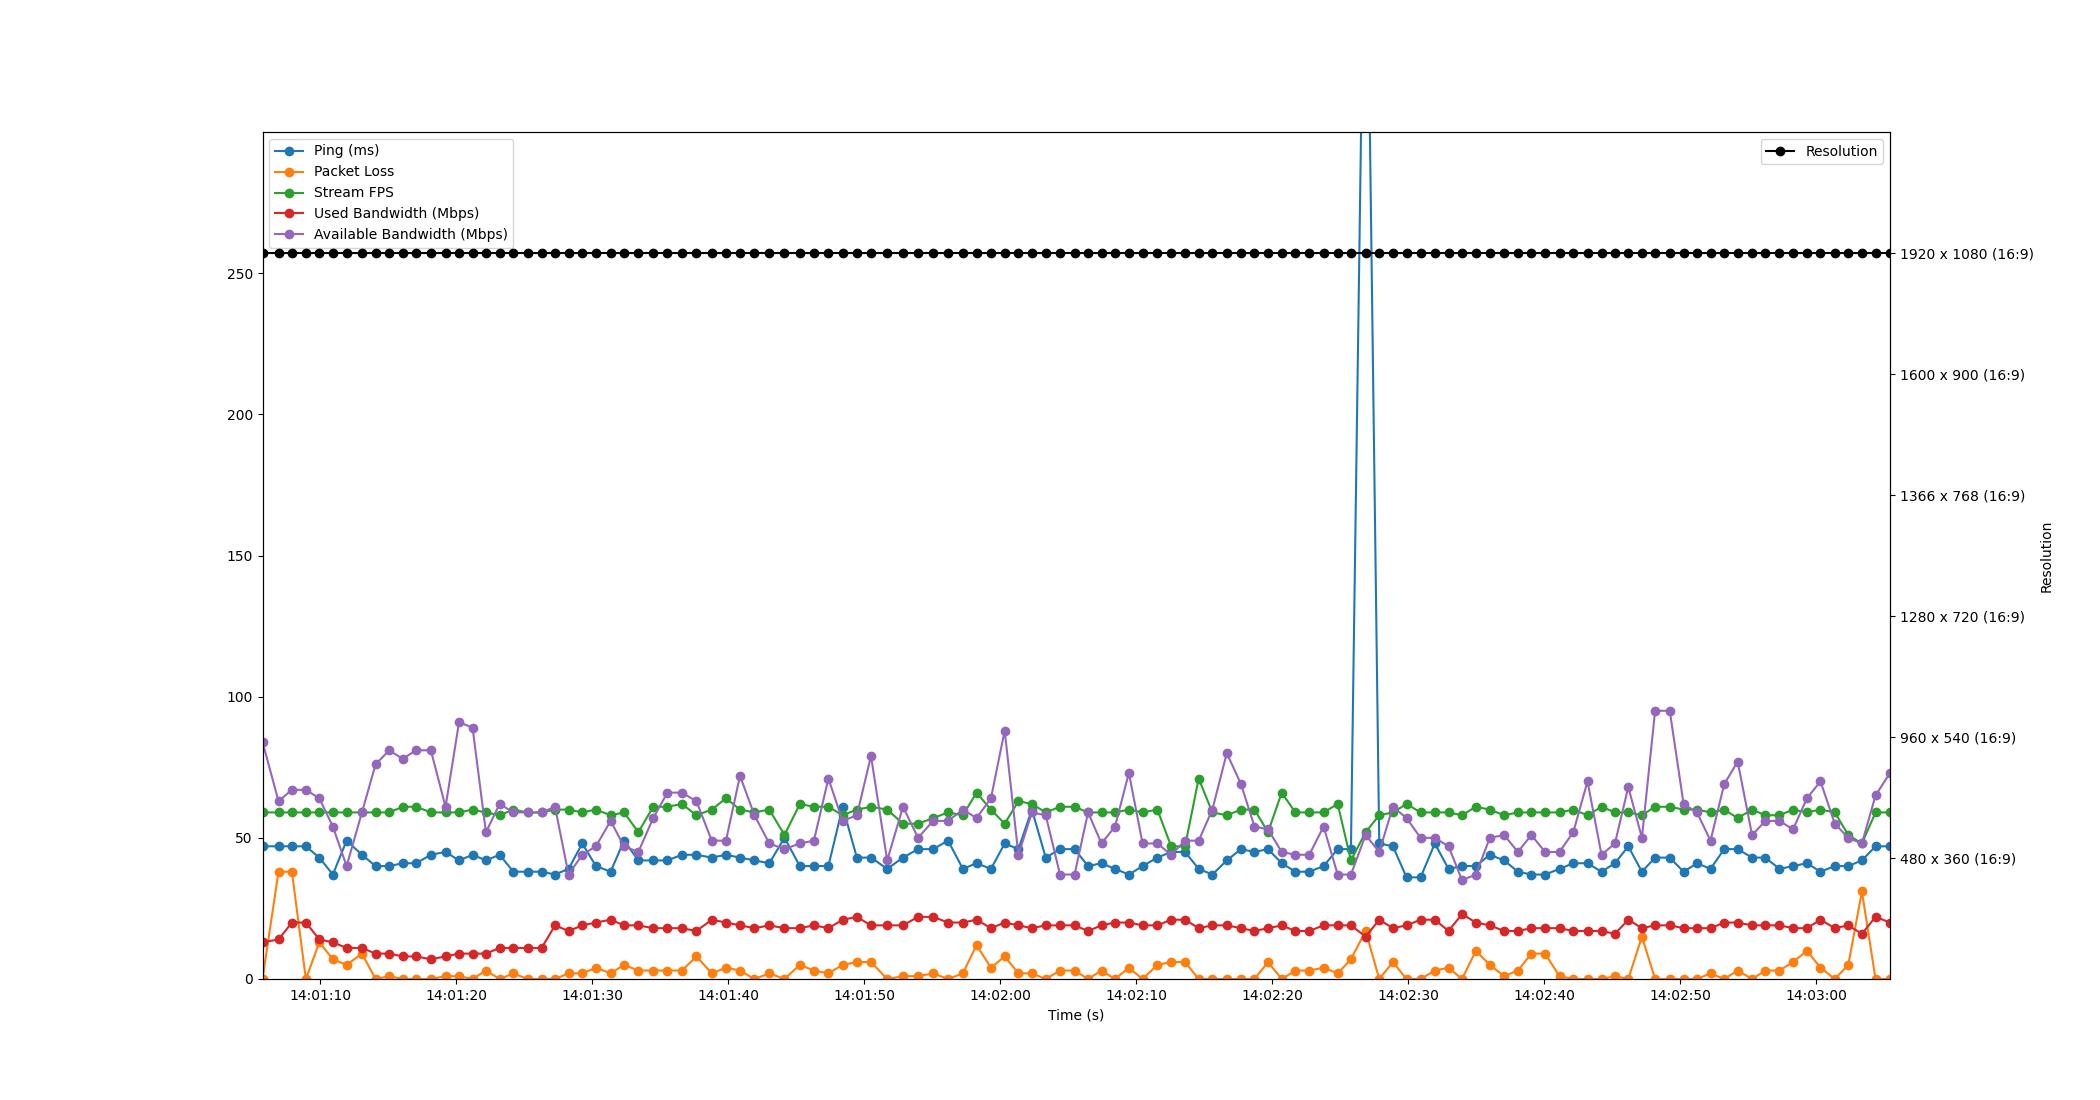 Ping (ms)
Packet Loss
Stream FPS
Used Bandwidth (Mbps)
Available Bandwidth (Mbps)
Resolution
250
200
150
100
50
0
1920 x 1080 (16:9)
1600 x 900 (16:9)
1366 x 768 (16:9)
1280 x 720 (16:9)
960 x 540 (16:9)
480 x 360 (16:9)
Resolution
14:01:10 14:01:20 14:01:30 14:01:40 14:01:50 14:02:00 14:02:10 14:02:20 14:02:30 14:02:40 14:02:50 14:03:00
Time (s)